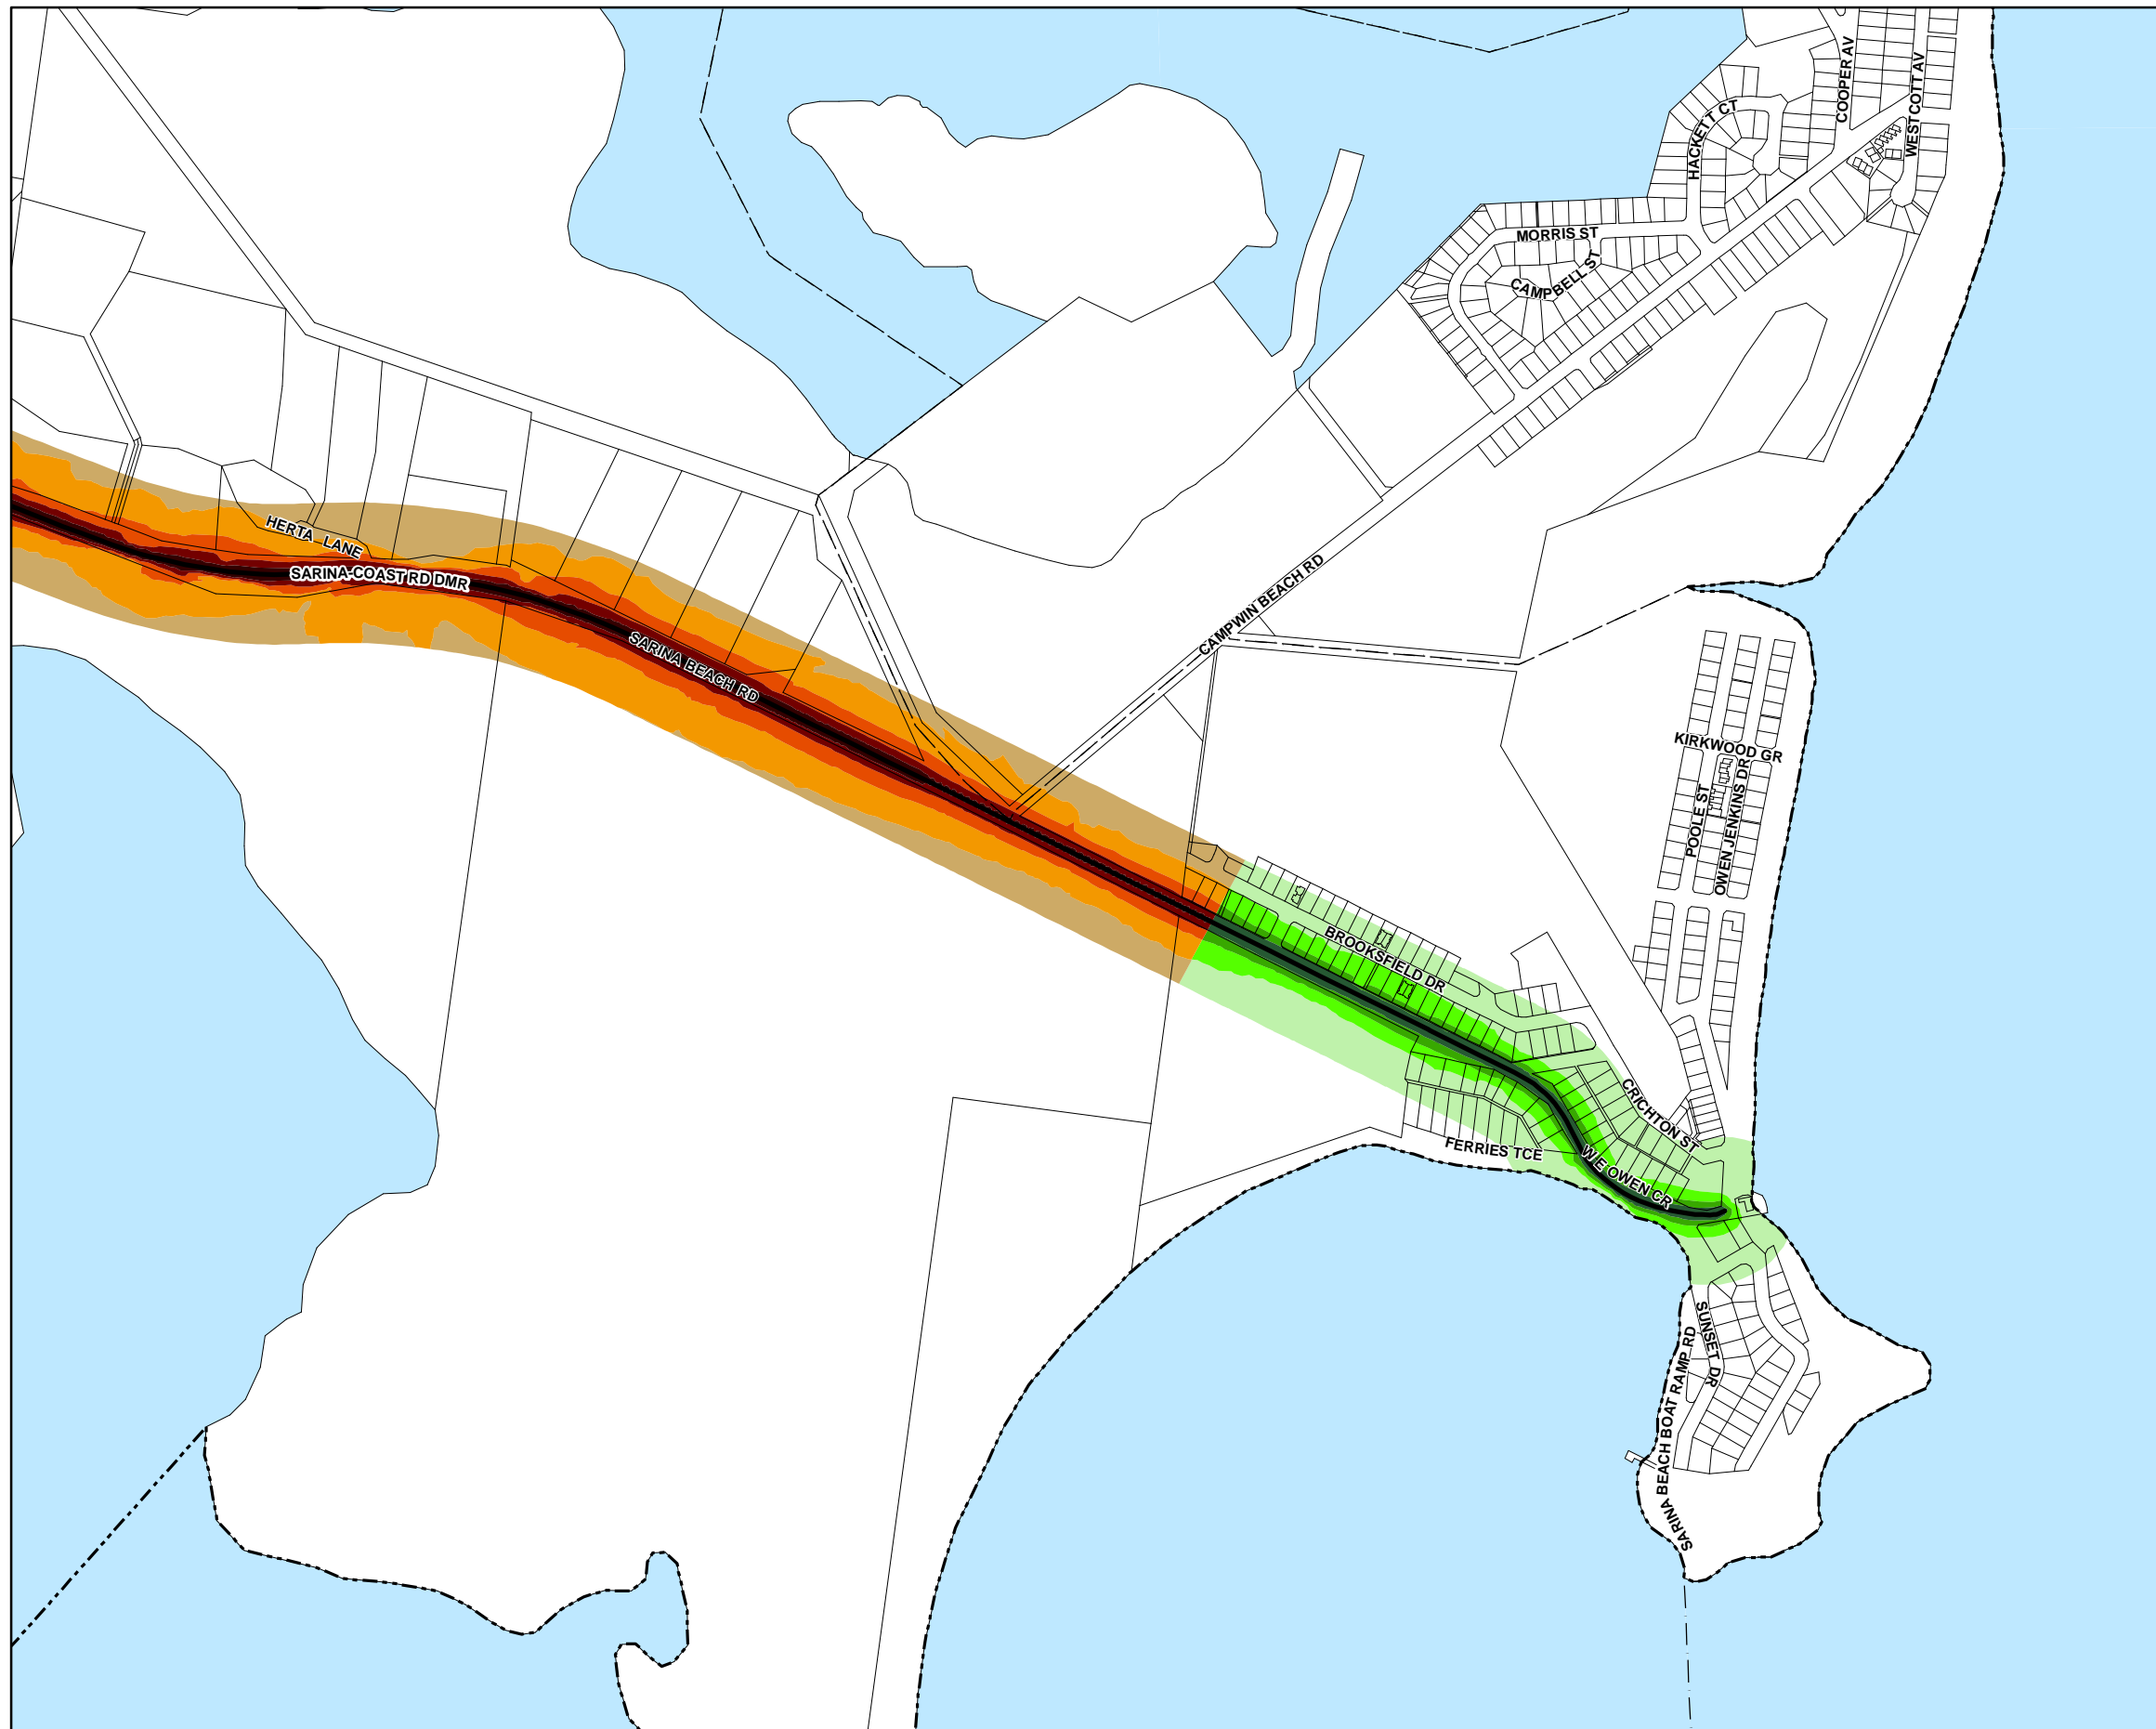 COOPER AV
WESTCOTT AV
HACKETT CT
MORRIS ST
CAMPBELL ST
HERTA LANE
SARINA COAST RD DMR
SARINA BEACH RD
CAMPWIN BEACH RD
KIRKWOOD GR
POOLE ST
OWEN JENKINS DR
BROOKSFIELD DR
CRICHTON ST
FERRIES TCE
W E OWEN CR
SUNSET DR
SARINA BEACH BOAT RAMP RD